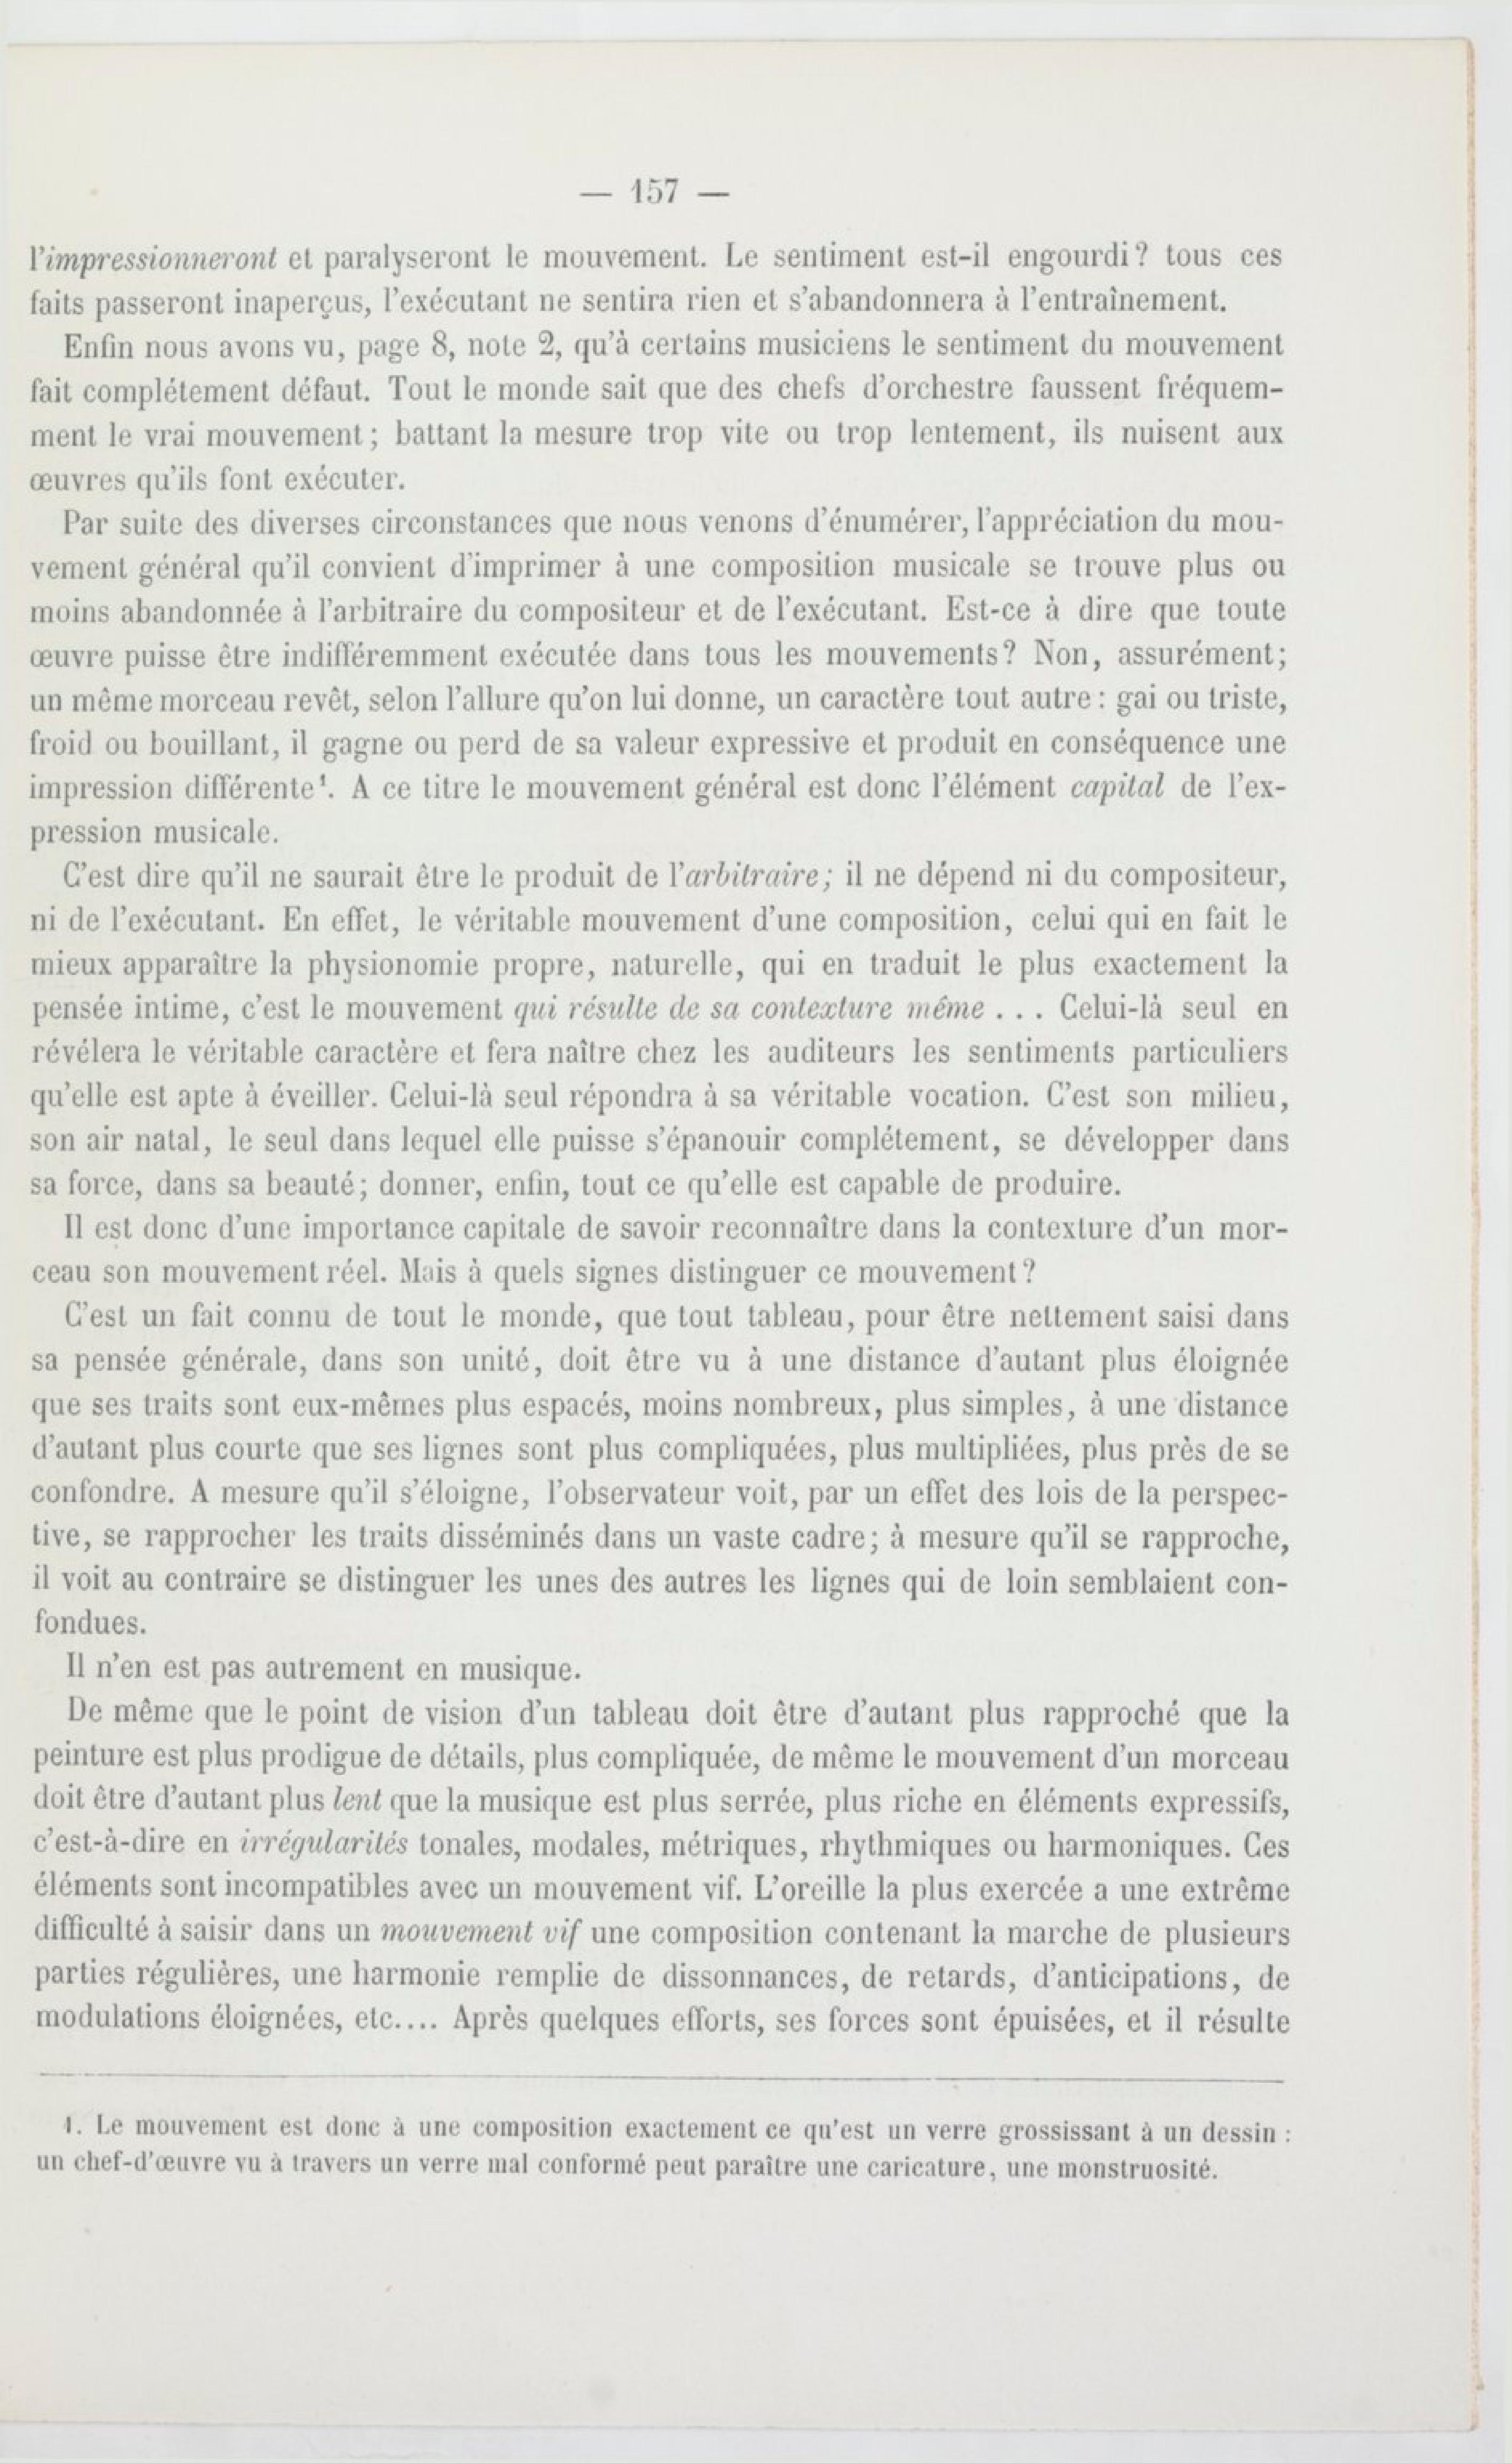 — 157 —
l'impressionneront et paralyseront le mouvement. Le sentiment est-il engourdi? tous ces
faits passeront inaperçus, l'exécutant ne sentira rien et s'abandonnera à l'entraînement.
Enfin nous avons vu, page 8, note 2, qu'à certains musiciens le sentiment du mouvement
fait complétement défaut. Tout le monde sait que des chefs d'orchestre faussent fréquem-
ment le vrai mouvement; battant la mesure trop vite ou trop lentement, ils nuisent aux
œuvres qu'ils font exécuter.
Par suite des diverses circonstances que nous venons d'énumérer, l'appréciation du mou-
vement général qu'il convient d'imprimer à une composition musicale se trouve plus ou
moins abandonnée à l'arbitraire du compositeur et de l'exécutant. Est-ce à dire que toute
œuvre puisse être indifféremment exécutée dans tous les mouvements? Non, assurément;
un même morceau revêt, selon l'allure qu'on lui donne, un caractère tout autre : gai ou triste,
froid ou bouillant, il gagne ou perd de sa valeur expressive et produit en conséquence une
impression différente¹. A ce titre le mouvement général est donc l'élément capital de l'ex-
pression musicale.
C'est dire qu'il ne saurait être le produit de l'arbitraire; il ne dépend ni du compositeur,
ni de l'exécutant. En effet, le véritable mouvement d'une composition, celui qui en fait le
mieux apparaître la physionomie propre, naturelle, qui en traduit le plus exactement la
pensée intime, c'est le mouvement qui résulte de sa contexture même . . . Celui-là seul en
révélera le véritable caractère et fera naître chez les auditeurs les sentiments particuliers
qu'elle est apte à éveiller. Celui-là seul répondra à sa véritable vocation. C'est son milieu,
son air natal, le seul dans lequel elle puisse s'épanouir complétement, se développer dans
sa force, dans sa beauté; donner, enfin, tout ce qu'elle est capable de produire.
Il est donc d'une importance capitale de savoir reconnaître dans la contexture d'un mor-
ceau son mouvement réel. Mais à quels signes distinguer ce mouvement?
C'est un fait connu de tout le monde, que tout tableau, pour être nettement saisi dans
sa pensée générale, dans son unité, doit être vu à une distance d'autant plus éloignée
que ses traits sont eux-mêmes plus espacés, moins nombreux, plus simples, à une distance
d'autant plus courte que ses lignes sont plus compliquées, plus multipliées, plus près de se
confondre. A mesure qu'il s'éloigne, l'observateur voit, par un effet des lois de la perspec-
tive, se rapprocher les traits disséminés dans un vaste cadre; à mesure qu'il se rapproche,
il voit au contraire se distinguer les unes des autres les lignes qui de loin semblaient con-
fondues.
Il n'en est pas autrement en musique.
De même que le point de vision d'un tableau doit être d'autant plus rapproché que la
peinture est plus prodigue de détails, plus compliquée, de même le mouvement d'un morceau
doit être d'autant plus lent que la musique est plus serrée, plus riche en éléments expressifs,
c'est-à-dire en irrégularités tonales, modales, métriques, rhythmiques ou harmoniques. Ces
éléments sont incompatibles avec un mouvement vif. L'oreille la plus exercée a une extrême
difficulté à saisir dans un mouvement vif une composition contenant la marche de plusieurs
parties régulières, une harmonie remplie de dissonnances, de retards, d'anticipations, de
modulations éloignées, etc.... Après quelques efforts, ses forces sont épuisées, et il résulte
1. Le mouvement est donc à une composition exactement ce qu'est un verre grossissant à un dessin :
un chef-d'œuvre vu à travers un verre mal conformé peut paraître une caricature, une monstruosité.